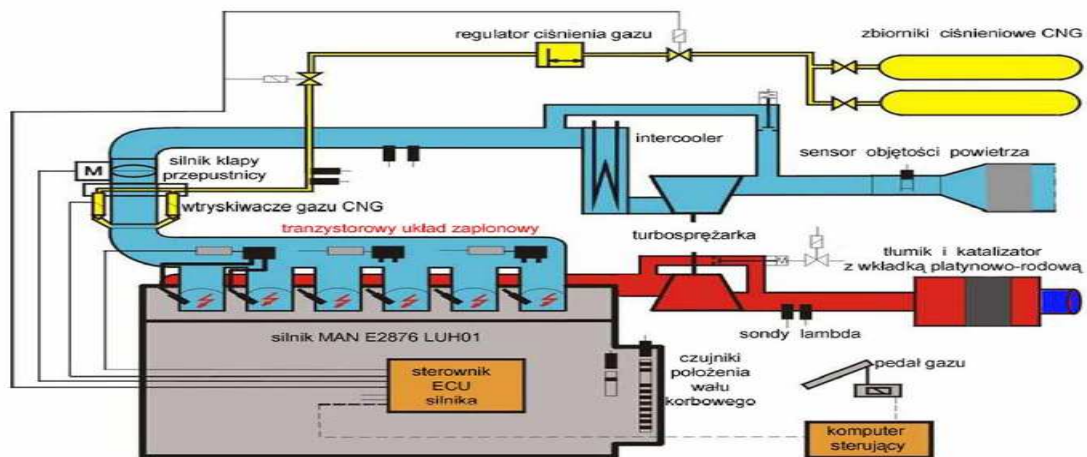 regulator ciśnienia gazu
zbiorniki ciśnieniowe CNG
intercooler
sensor objętości powietrza
M
silnik klapy
przepustnicy
wtryskiwacze gazu CNG
tranzystorowy układ zapłonowy
turbosprężarka
tłumik i katalizator
z wkładką platynowo-rodową
M
sondy lambda
silnik MAN E2876 LUH01
sterownik
ECU
silnika
czujniki
położenia
wału
korbowego
pedał gazu
komputer
sterujący